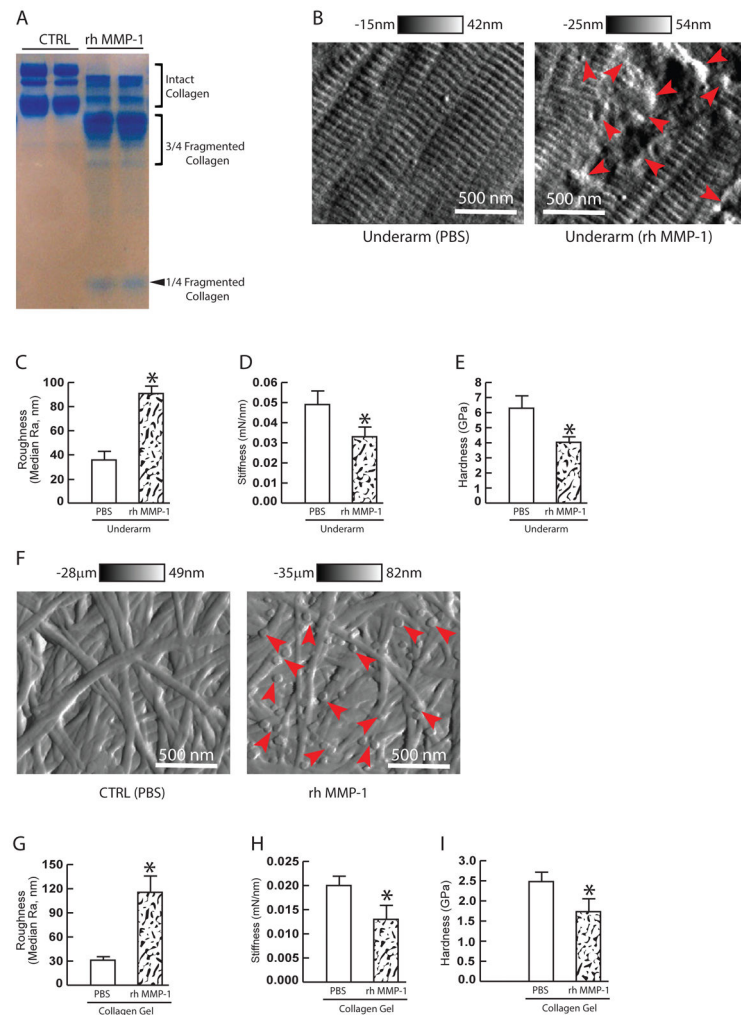 A
CTRL rh MMP-1
Intact
Collagen
3/4 Fragmented
Collagen
1/4 Fragmented
Collagen
B
-15nm 42nm
-25nm 54nm
500 nm
500 nm
Underarm (PBS)
Underarm (rh MMP-1)
C
Roughness
(Median Ra, nm)
100
80
60
40
20
0
*
PBS rh MMP-1
Underarm
D
Stiffness (mN/nm)
0.06
0.05
0.04
0.03
0.02
0.01
0.00
*
PBS rh MMP-1
Underarm
E
Hardness (GPa)
8
7
6
5
4
3
2
1
0
*
PBS rh MMP-1
Underarm
F
-28μm 49nm
-35μm 82nm
500 nm
500 nm
CTRL (PBS)
rh MMP-1
G
Roughness
(Median Ra, nm)
150
120
90
60
30
0
*
PBS rh MMP-1
Collagen Gel
H
Stiffness (mN/nm)
0.025
0.020
0.015
0.010
0.005
0.000
*
PBS rh MMP-1
Collagen Gel
I
Hardness (GPa)
3.0
2.5
2.0
1.5
1.0
0.5
0.0
*
PBS rh MMP-1
Collagen Gel